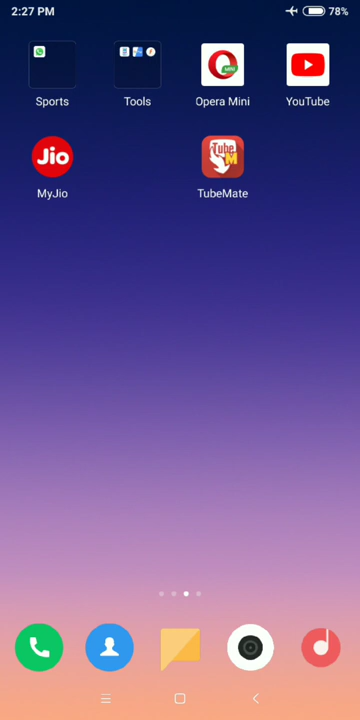 2:27 PM 78%
Sports Tools Opera Mini YouTube
MINI
Jio
Tube
M
MyJio TubeMate